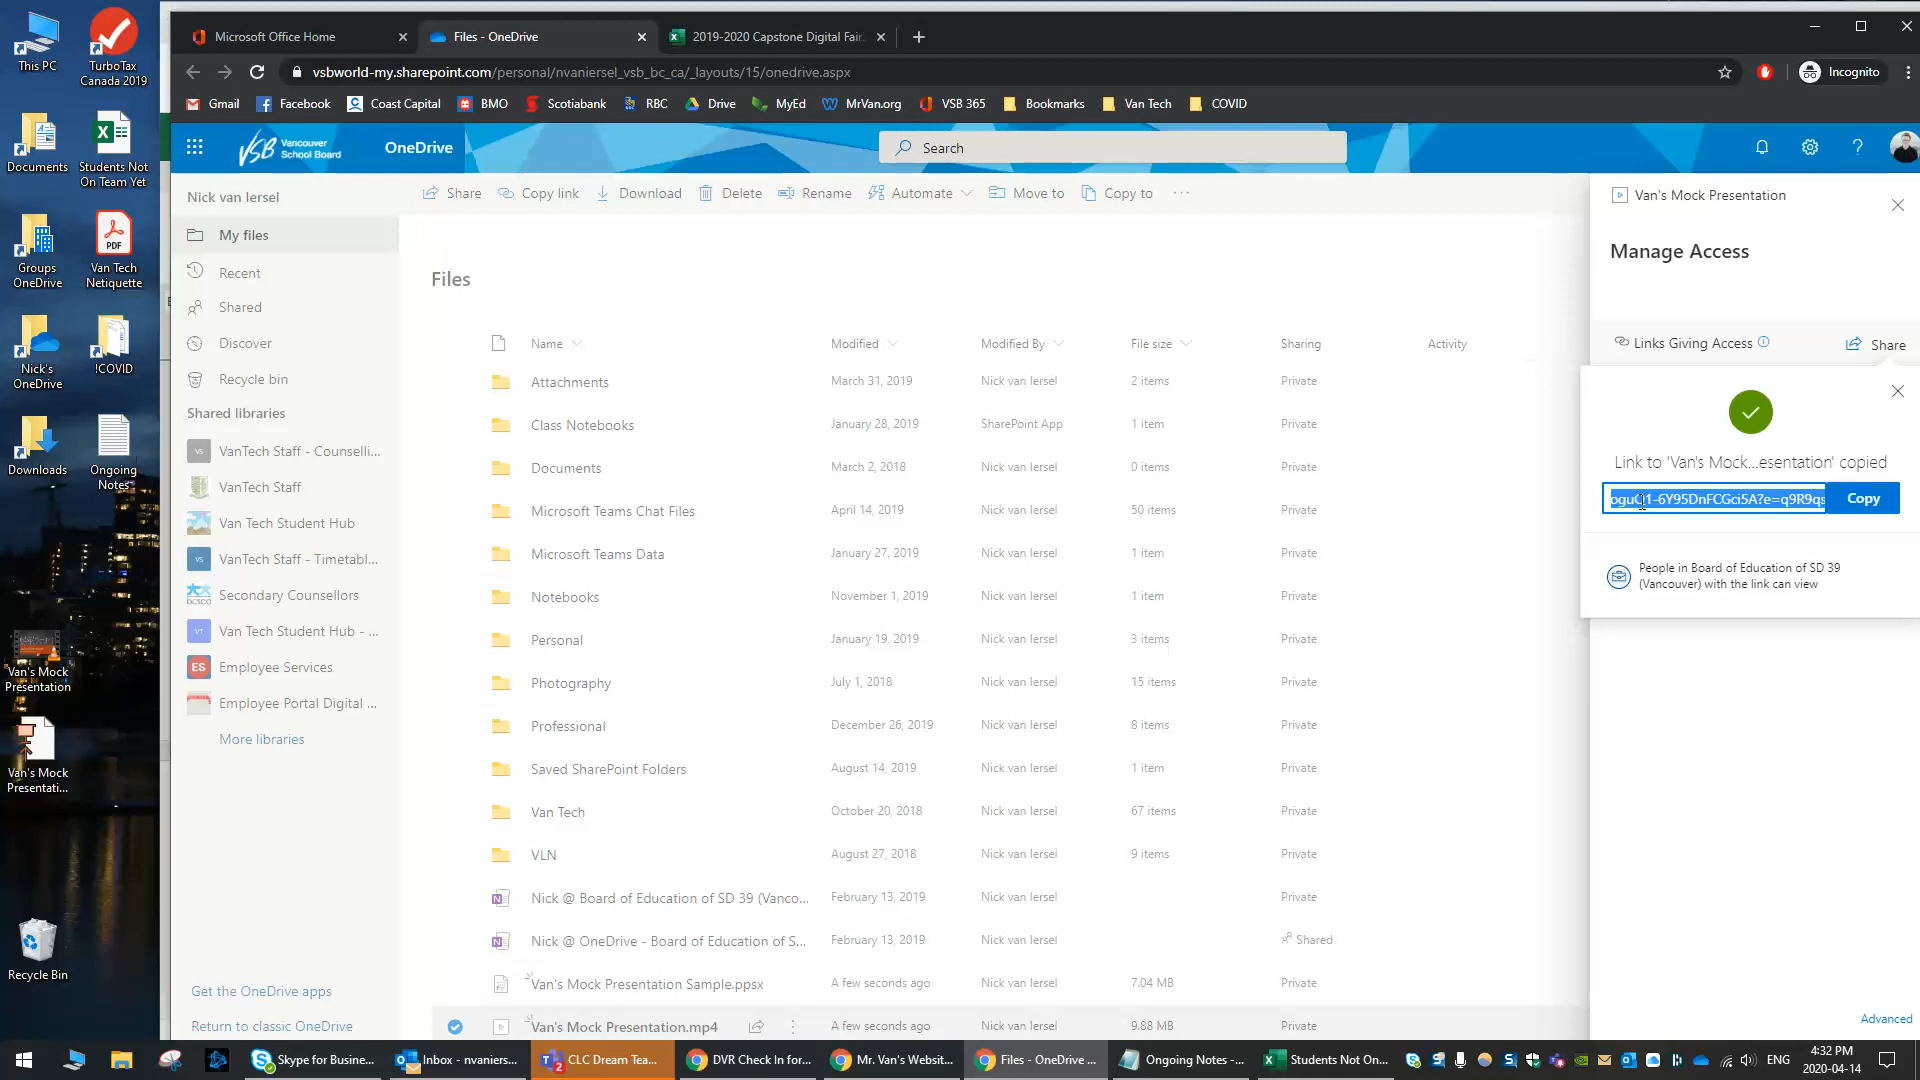 This PC
TurboTax
Canada 2019
Documents
Students Not
On Team Yet
Groups
OneDrive
Van Tech
Netiquette
Nick's
OneDrive
!COVID
Downloads
Ongoing
Notes
Van's Mock
Presentation
Van's Mock
Presentati...
Recycle Bin
Microsoft Office Home
Files - OneDrive
2019-2020 Capstone Digital Fair
vsbworld-my.sharepoint.com/personal/nvaniersel_vsb_bc_ca/_layouts/15/onedrive.aspx
Incognito
Gmail
Facebook
Coast Capital
BMO
Scotiabank
RBC
Drive
MyEd
MrVan.org
VSB 365
Bookmarks
Van Tech
COVID
VSB Vancouver
School Board
OneDrive
Search
Nick van Iersel
My files
Recent
Shared
Discover
Recycle bin
Shared libraries
VanTech Staff - Counselli...
VanTech Staff
Van Tech Student Hub
VanTech Staff - Timetabl...
Secondary Counsellors
Van Tech Student Hub - ...
ES Employee Services
Employee Portal Digital ...
More libraries
Get the OneDrive apps
Return to classic OneDrive
Share Copy link Download Delete Rename Automate Move to Copy to ...
Files
Name Modified Modified By File size Sharing Activity
Attachments March 31, 2019 Nick van Iersel 2 items Private
Class Notebooks January 28, 2019 SharePoint App 1 item Private
Documents March 2, 2018 Nick van Iersel 0 items Private
Microsoft Teams Chat Files April 14, 2019 Nick van Iersel 50 items Private
Microsoft Teams Data January 27, 2019 Nick van Iersel 1 item Private
Notebooks November 1, 2019 Nick van Iersel 1 item Private
Personal January 19, 2019 Nick van Iersel 3 items Private
Photography July 1, 2018 Nick van Iersel 15 items Private
Professional December 26, 2019 Nick van Iersel 8 items Private
Saved SharePoint Folders August 14, 2019 Nick van Iersel 1 item Private
Van Tech October 20, 2018 Nick van Iersel 67 items Private
VLN August 27, 2018 Nick van Iersel 9 items Private
Nick @ Board of Education of SD 39 (Vanco... February 13, 2019 Nick van Iersel Private
Nick @ OneDrive - Board of Education of S... February 13, 2019 Nick van Iersel Shared
Van's Mock Presentation Sample.ppsx A few seconds ago Nick van Iersel 7.04 MB Private
Van's Mock Presentation.mp4 A few seconds ago Nick van Iersel 9.88 MB Private
Van's Mock Presentation
Manage Access
Links Giving Access
Share
Link to 'Van's Mock...esentation' copied
oguQ1-6Y95DnFCGci5A?e=q9R9qs
Copy
People in Board of Education of SD 39
(Vancouver) with the link can view
Advanced
Skype for Busine...
Inbox - nvaniers...
CLC Dream Tea...
DVR Check In for...
Mr. Van's Websit...
Files - OneDrive ...
Ongoing Notes -...
Students Not On...
ENG
4:32 PM
2020-04-14